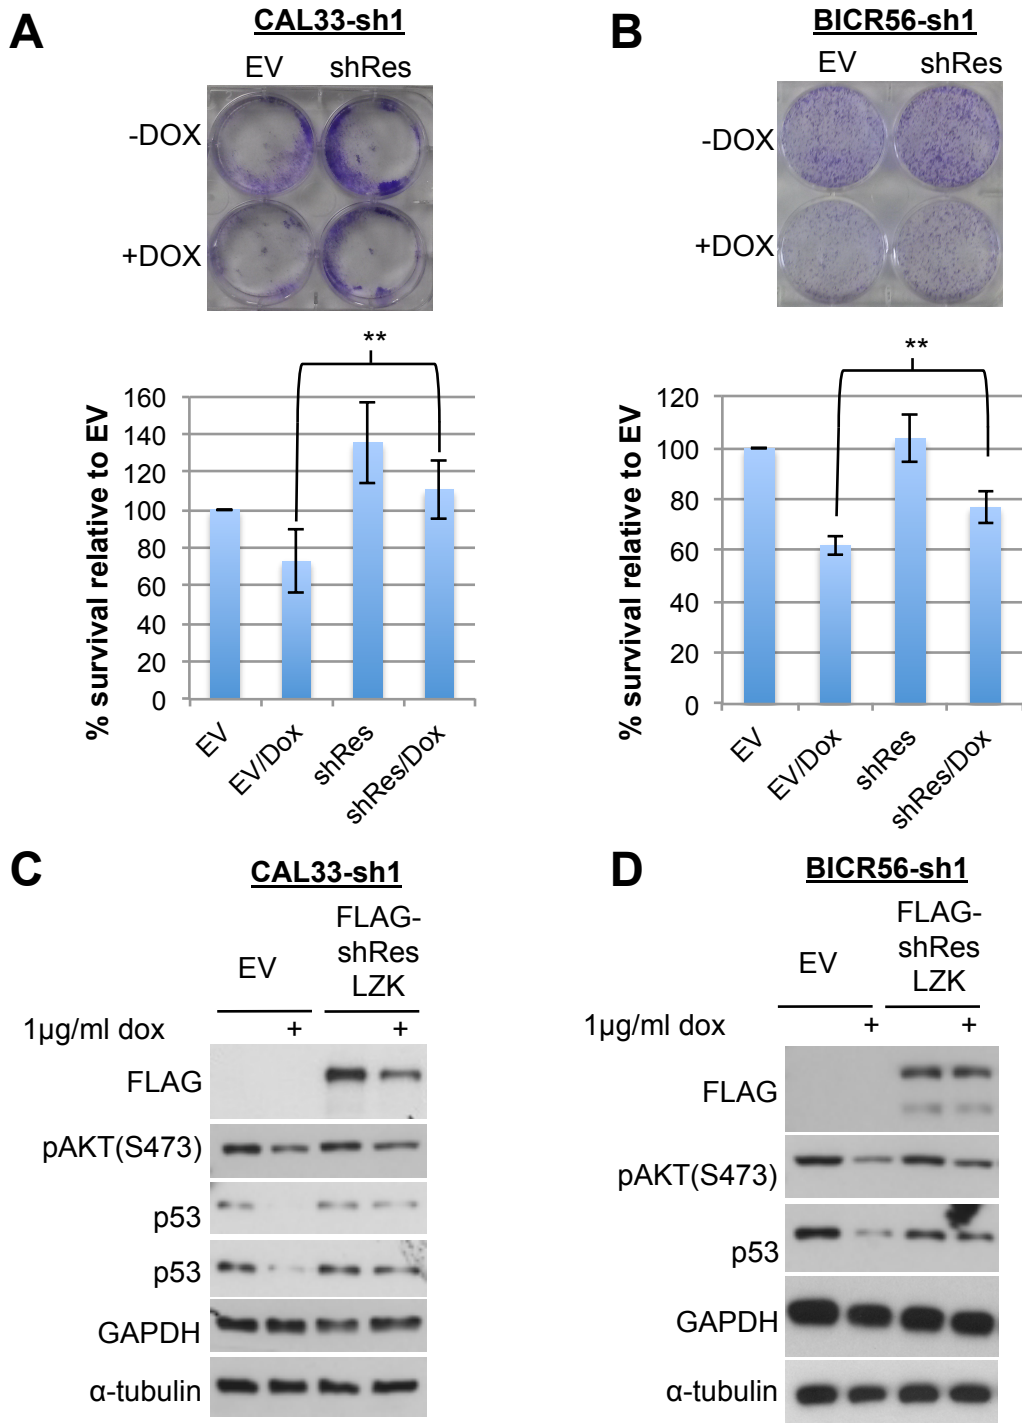 A
CAL33-sh1
EV shRes
-DOX
+DOX
**
% survival relative to EV
160
140
120
100
80
60
40
20
0
EV
EV/Dox
shRes
shRes/Dox
B
BICR56-sh1
EV shRes
-DOX
+DOX
**
% survival relative to EV
120
100
80
60
40
20
0
EV
EV/Dox
shRes
shRes/Dox
C
CAL33-sh1
EV
FLAG-
shRes
LZK
1µg/ml dox + +
FLAG
pAKT(S473)
p53
p53
GAPDH
α-tubulin
D
BICR56-sh1
EV
FLAG-
shRes
LZK
1µg/ml dox + +
FLAG
pAKT(S473)
p53
GAPDH
α-tubulin